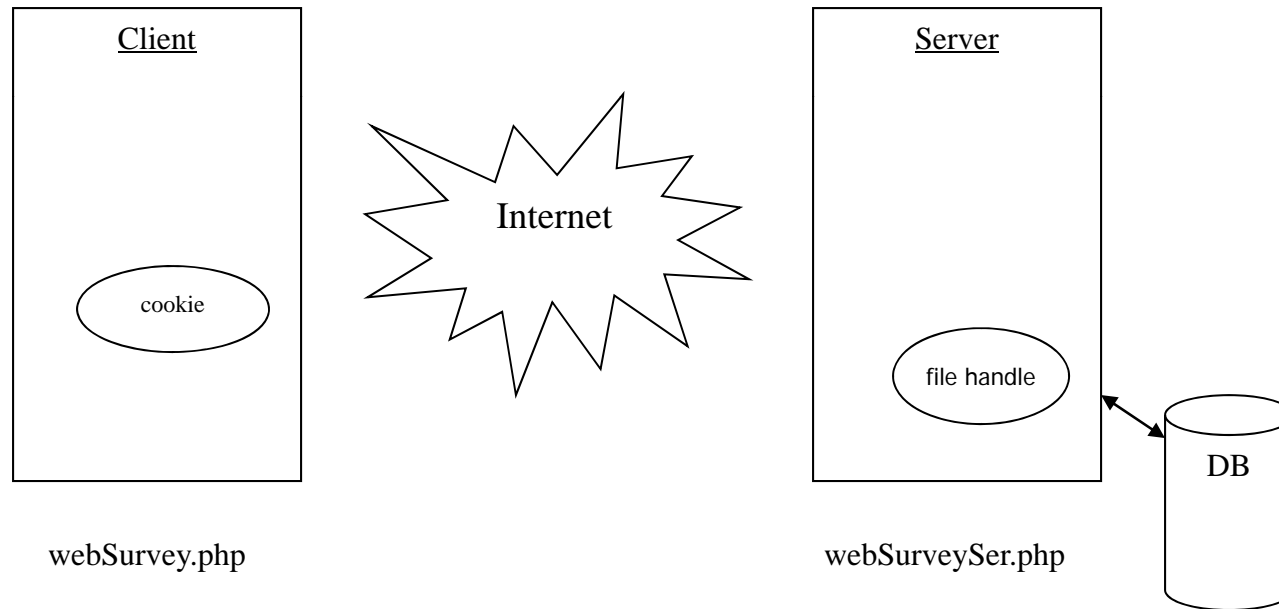 Client
Server
Internet
cookie
file handle
DB
webSurvey.php
webSurveySer.php